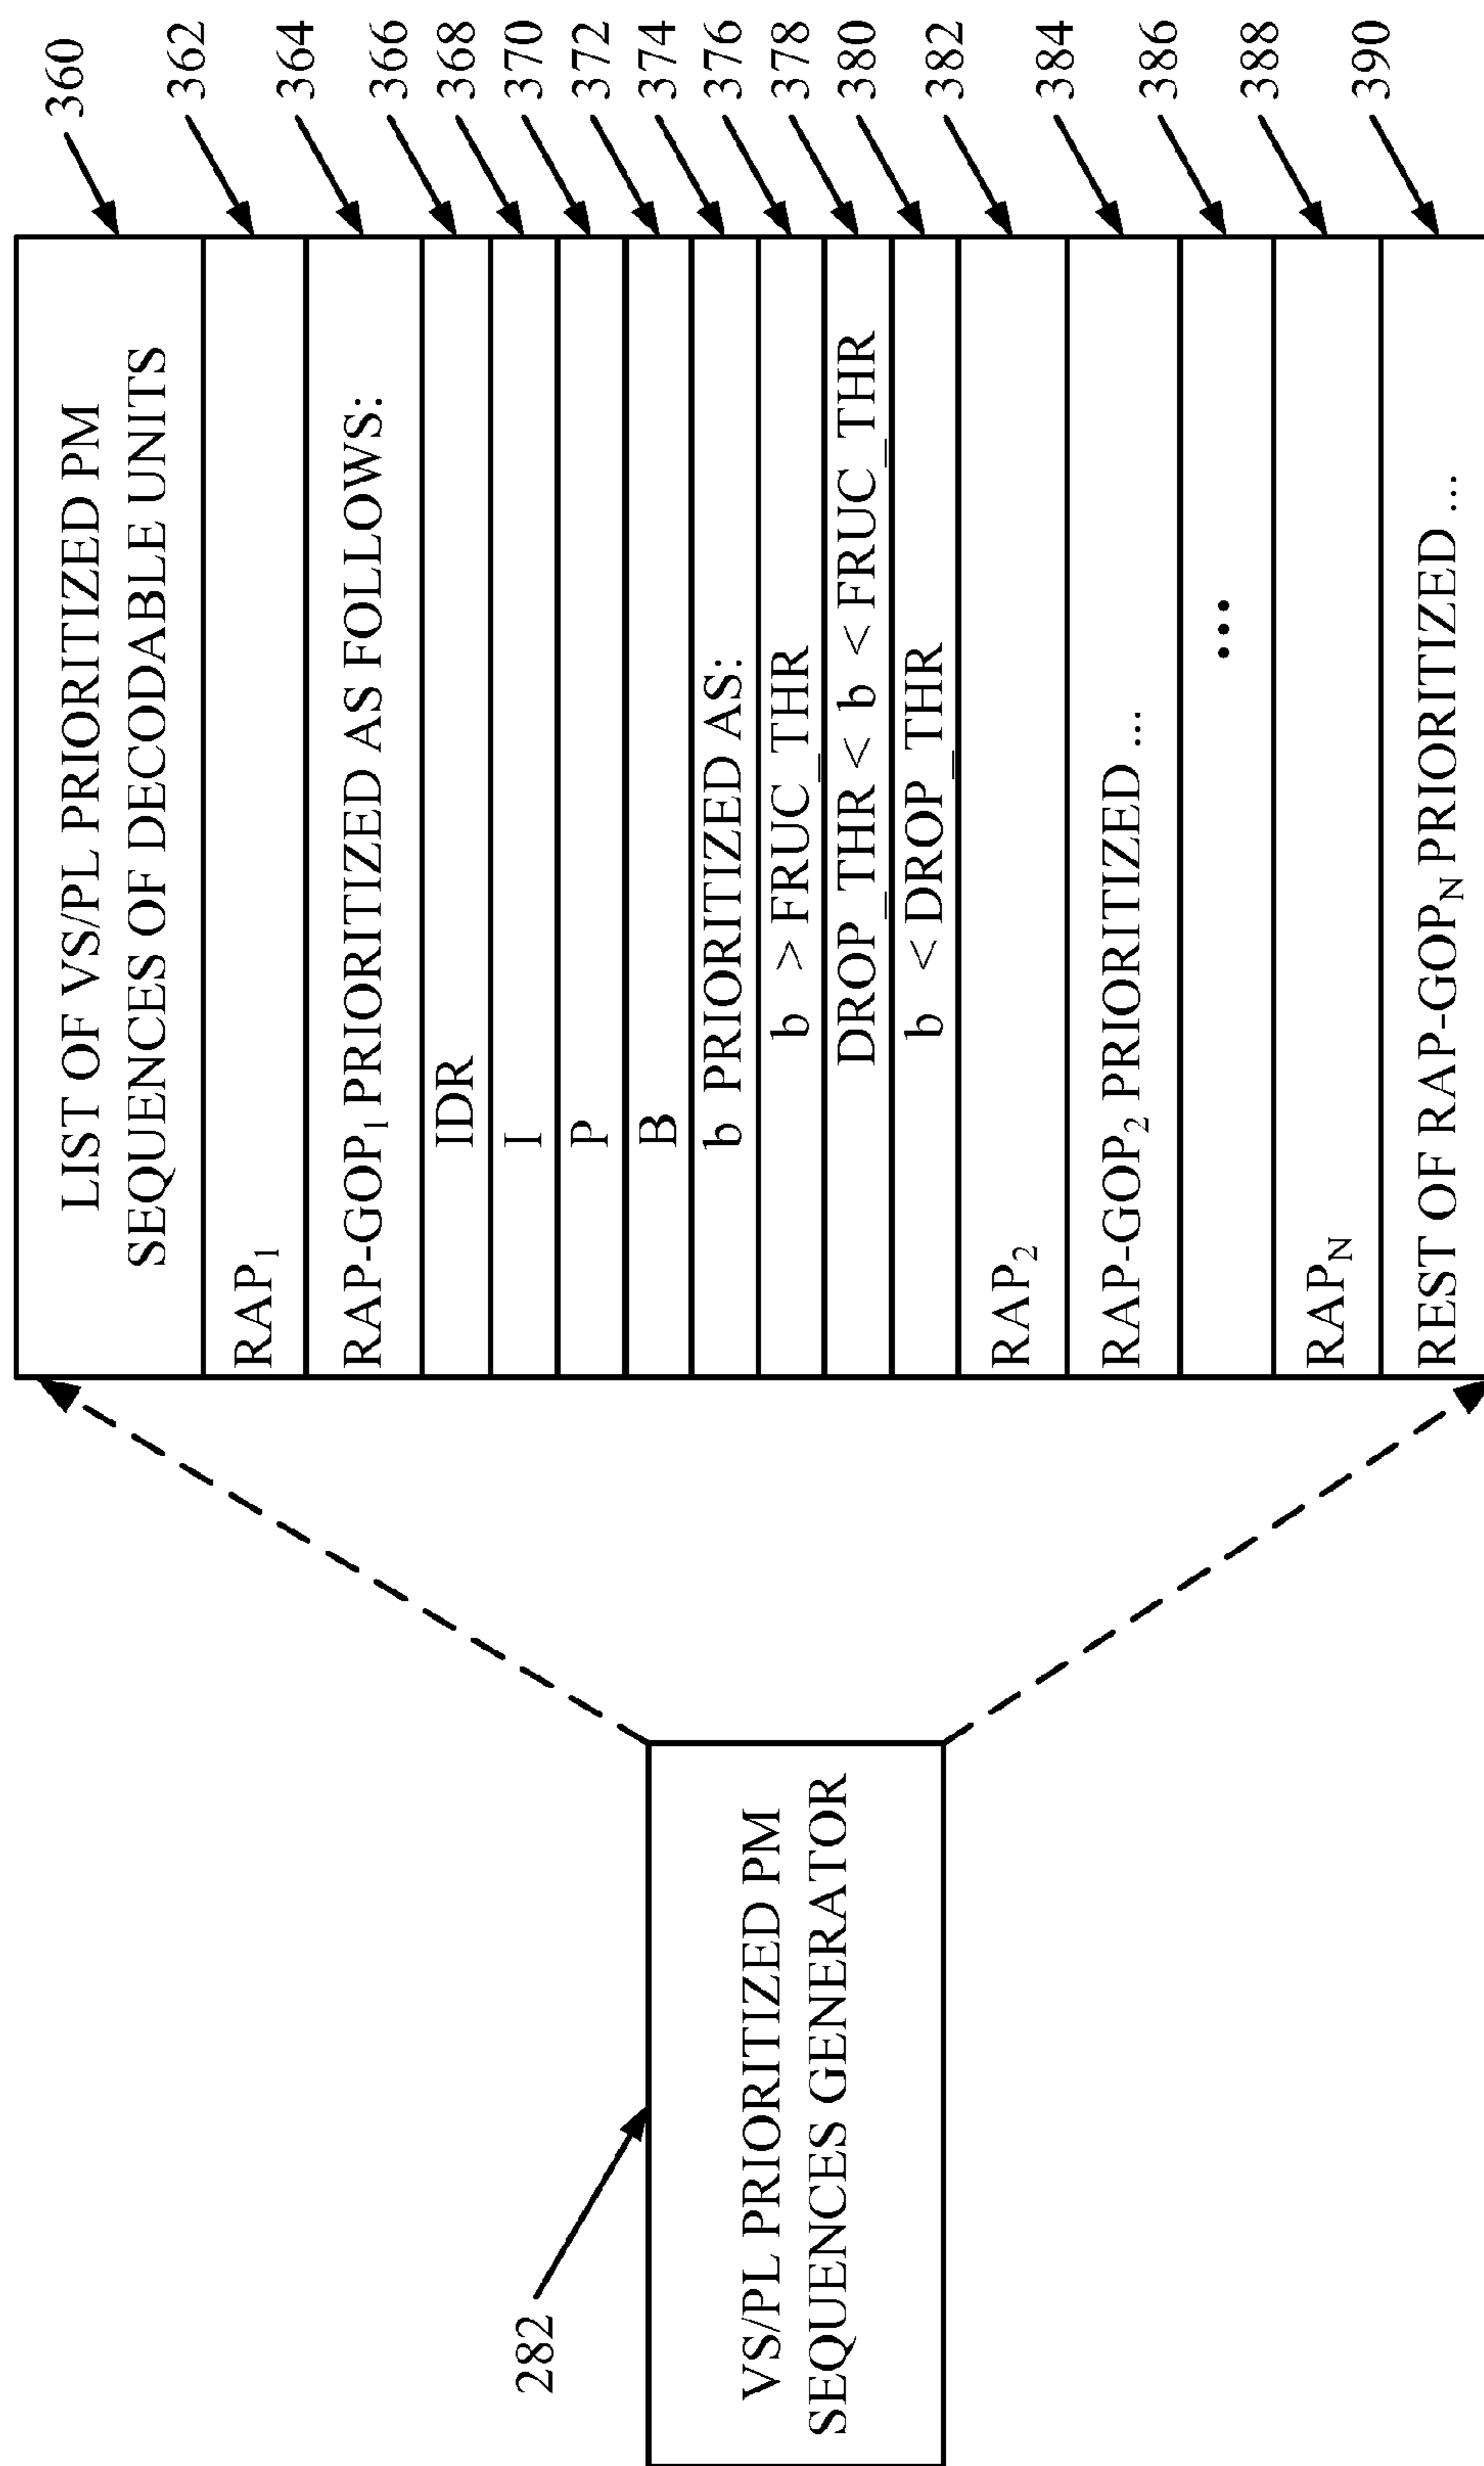 282
VS/PL PRIORITIZED PM
SEQUENCES GENERATOR
LIST OF VS/PL PRIORITIZED PM
SEQUENCES OF DECODABLE UNITS
360
RAP1
362
RAP-GOP1 PRIORITIZED AS FOLLOWS:
364
IDR
366
I
368
P
370
B
372
b PRIORITIZED AS:
374
b > FRUC_THR
376
DROP_THR < b < FRUC_THR
378
b < DROP_THR
380
RAP2
382
RAP-GOP2 PRIORITIZED ...
384
...
386
RAPN
388
REST OF RAP-GOPN PRIORITIZED ...
390